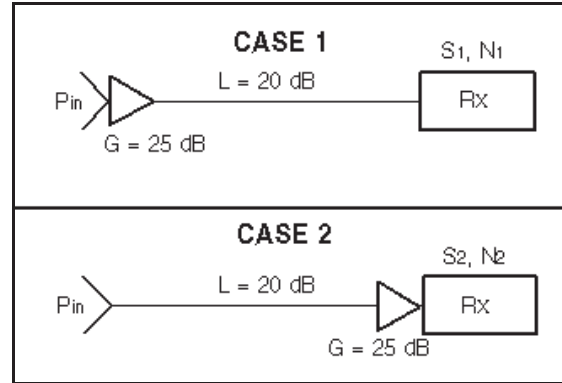 CASE 1
S1, N1
L = 20 dB
Pin
Rx
G = 25 dB
CASE 2
S2, N2
L = 20 dB
Pin
Rx
G = 25 dB